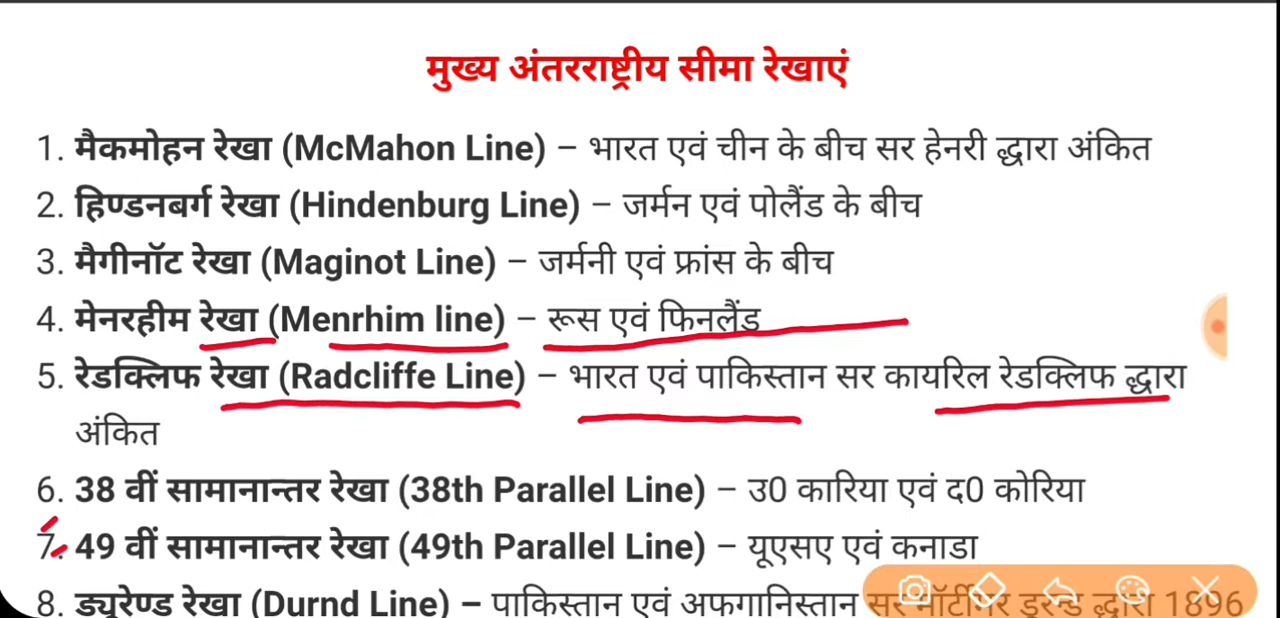 मुख्य अंतरराष्ट्रीय सीमा रेखाएं
1. मैकमोहन रेखा (McMahon Line) – भारत एवं चीन के बीच सर हेनरी द्धारा अंकित
2. हिण्डनबर्ग रेखा (Hindenburg Line) – जर्मन एवं पोलैंड के बीच
3. मैगीनॉट रेखा (Maginot Line) – जर्मनी एवं फ्रांस के बीच
4. मेनरहीम रेखा (Menrhim line) – रूस एवं फिनलैंड
5. रेडक्लिफ रेखा (Radcliffe Line) – भारत एवं पाकिस्तान सर कायरिल रेडक्लिफ द्धारा
अंकित
6. 38 वीं सामानान्तर रेखा (38th Parallel Line) – उ0 कारिया एवं द0 कोरिया
7. 49 वीं सामानान्तर रेखा (49th Parallel Line) – यूएसए एवं कनाडा
8. ड्यूरेण्ड रेखा (Durnd Line) – पाकिस्तान एवं अफगानिस्तान सर द्धारा 1896